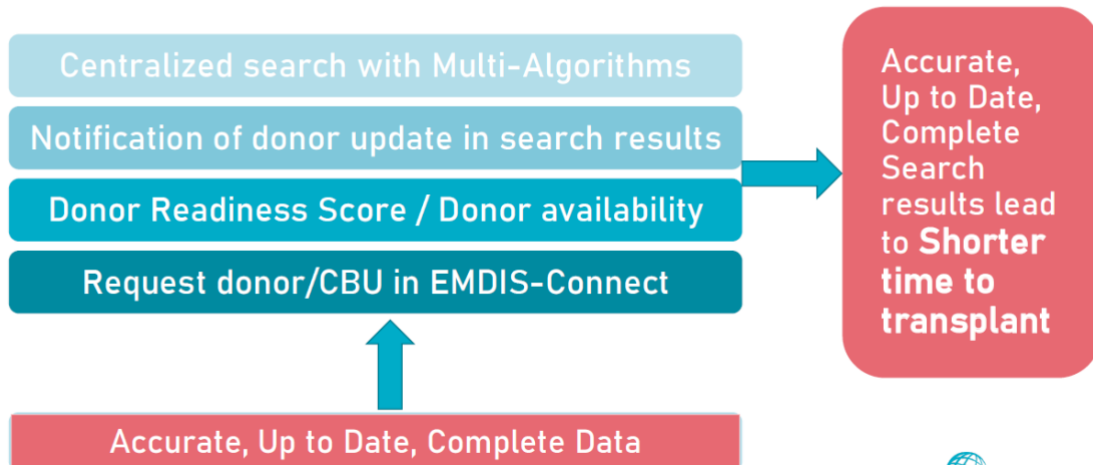 Centralized search with Multi-Algorithms
Notification of donor update in search results
Donor Readiness Score / Donor availability
Request donor/CBU in EMDIS-Connect
Accurate, Up to Date, Complete Data
Accurate,
Up to Date,
Complete
Search
results lead
to Shorter
time to
transplant